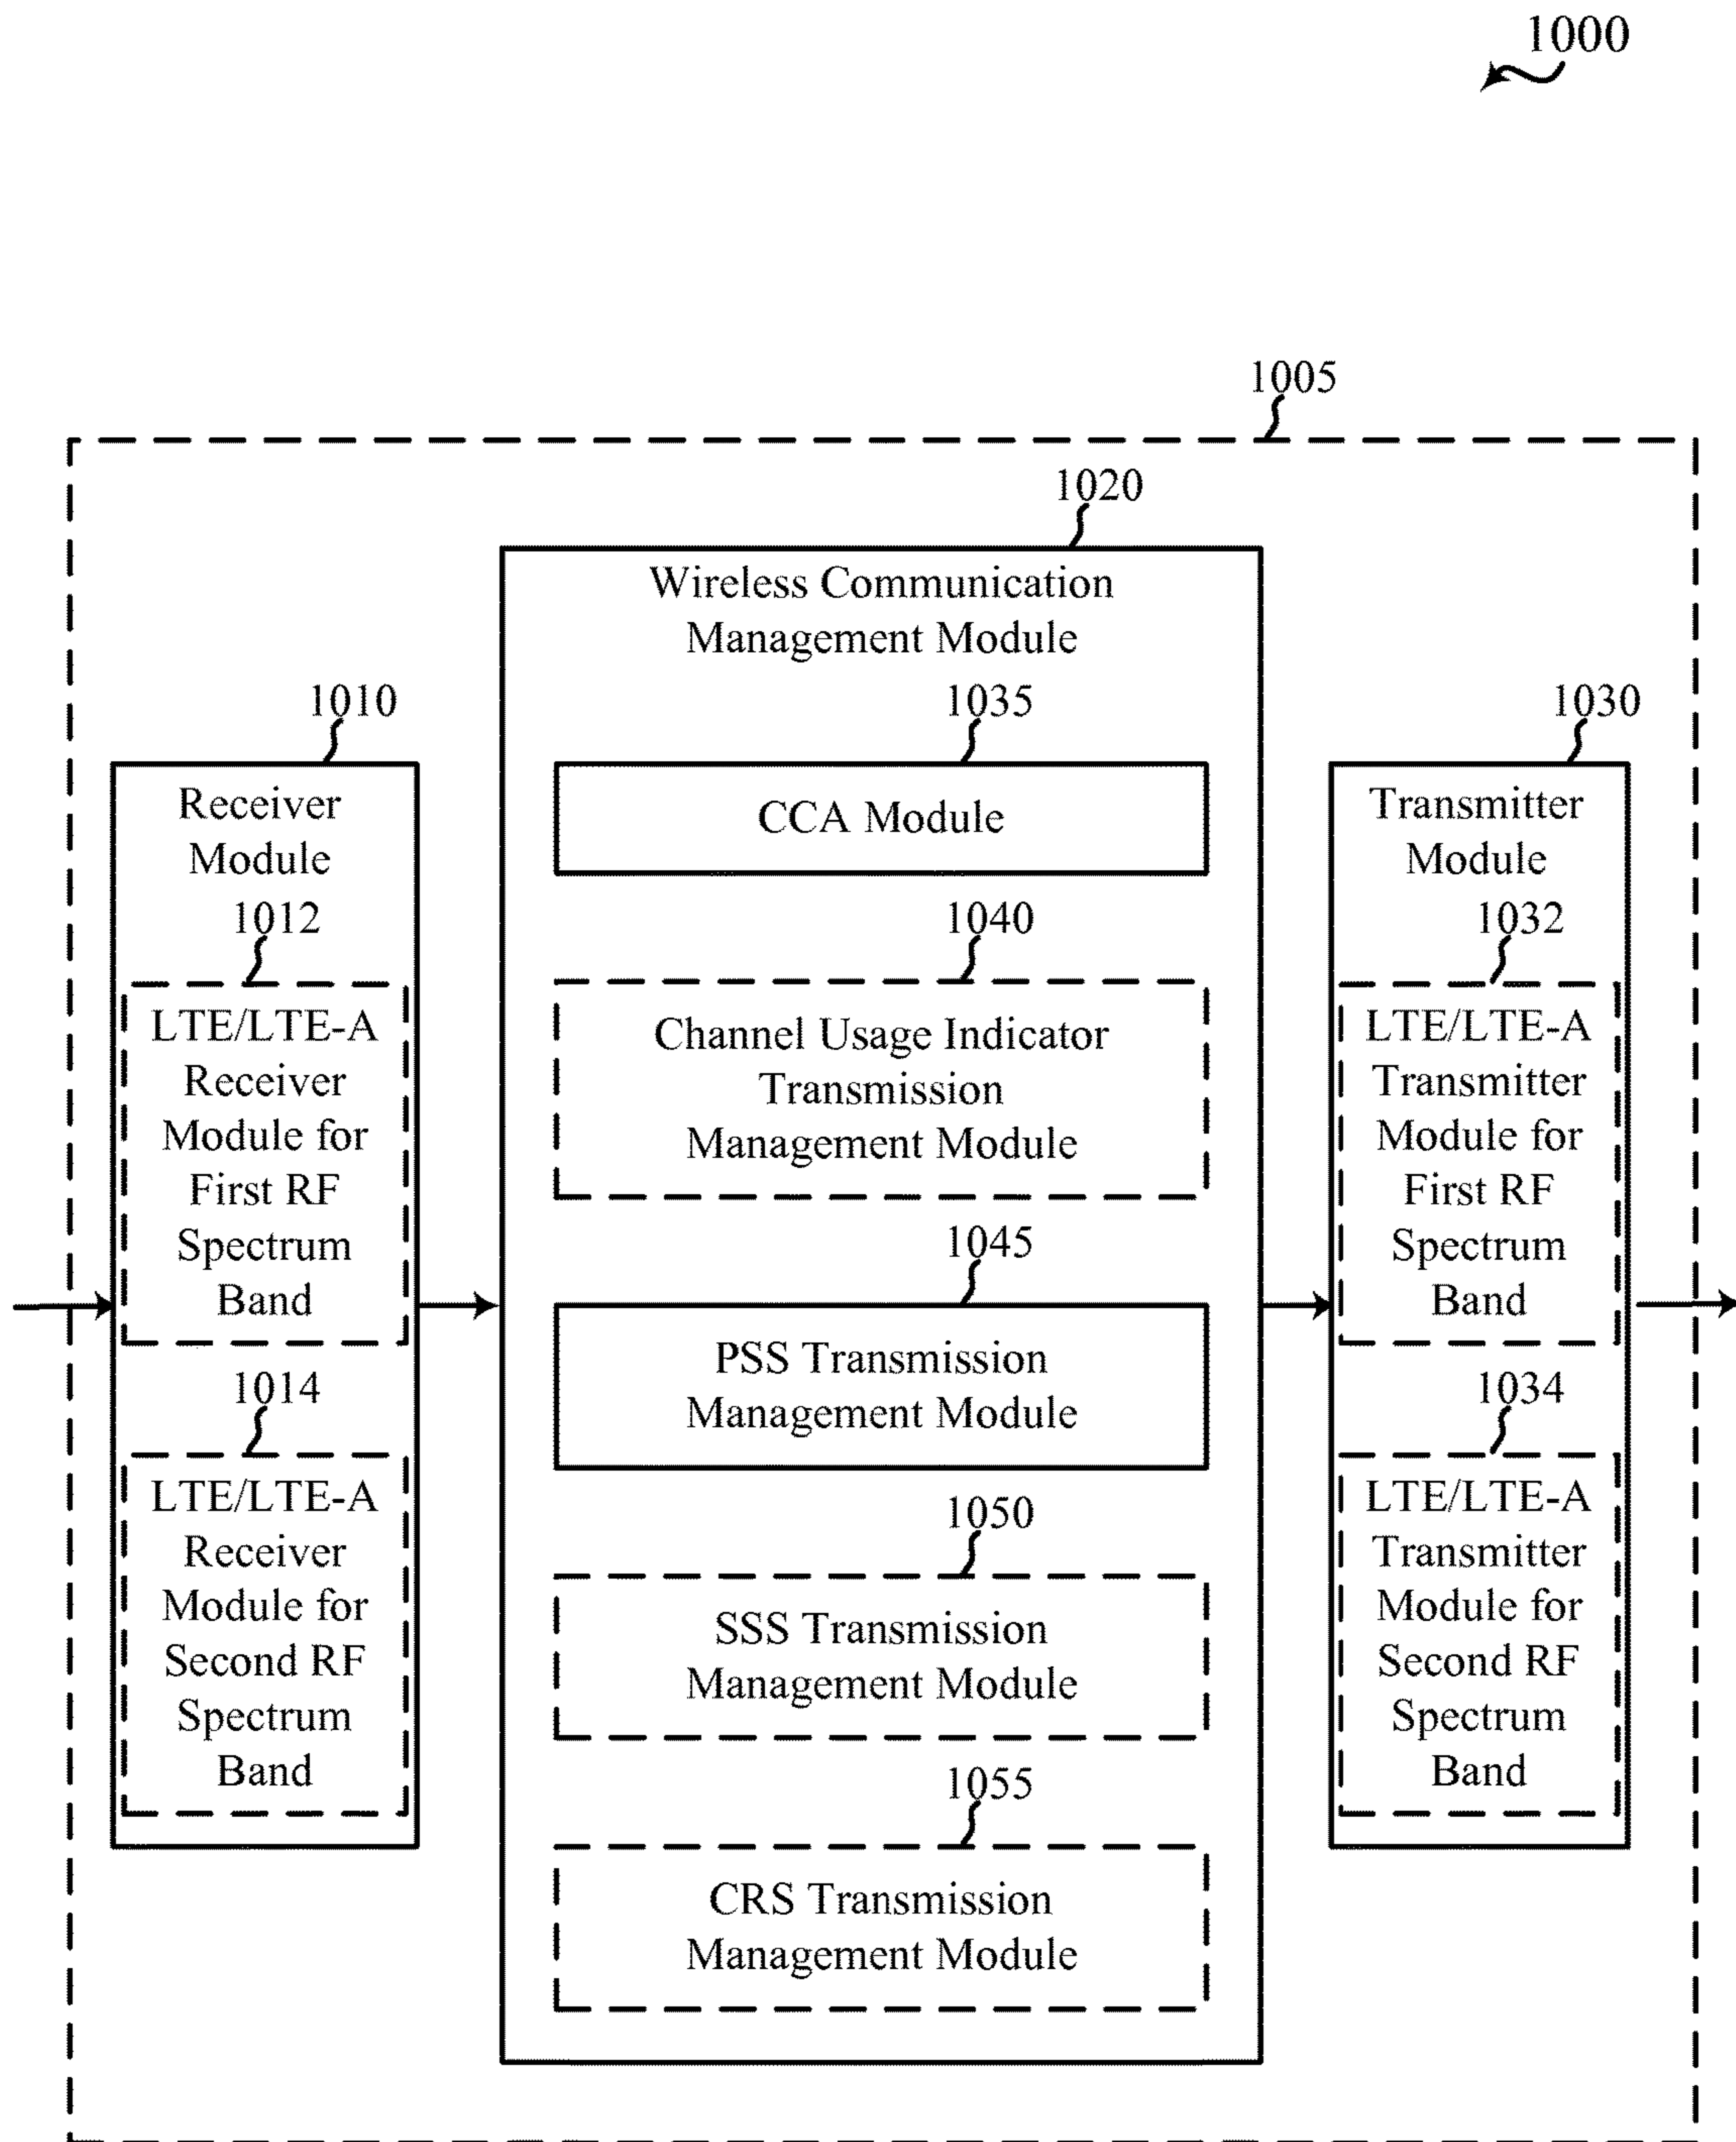 1000
1005
1020
Wireless Communication
Management Module
1010
Receiver
Module
1012
LTE/LTE-A
Receiver
Module for
First RF
Spectrum
Band
1014
LTE/LTE-A
Receiver
Module for
Second RF
Spectrum
Band
1035
CCA Module
1040
Channel Usage Indicator
Transmission
Management Module
1045
PSS Transmission
Management Module
1050
SSS Transmission
Management Module
1055
CRS Transmission
Management Module
1030
Transmitter
Module
1032
LTE/LTE-A
Transmitter
Module for
First RF
Spectrum
Band
1034
LTE/LTE-A
Transmitter
Module for
Second RF
Spectrum
Band